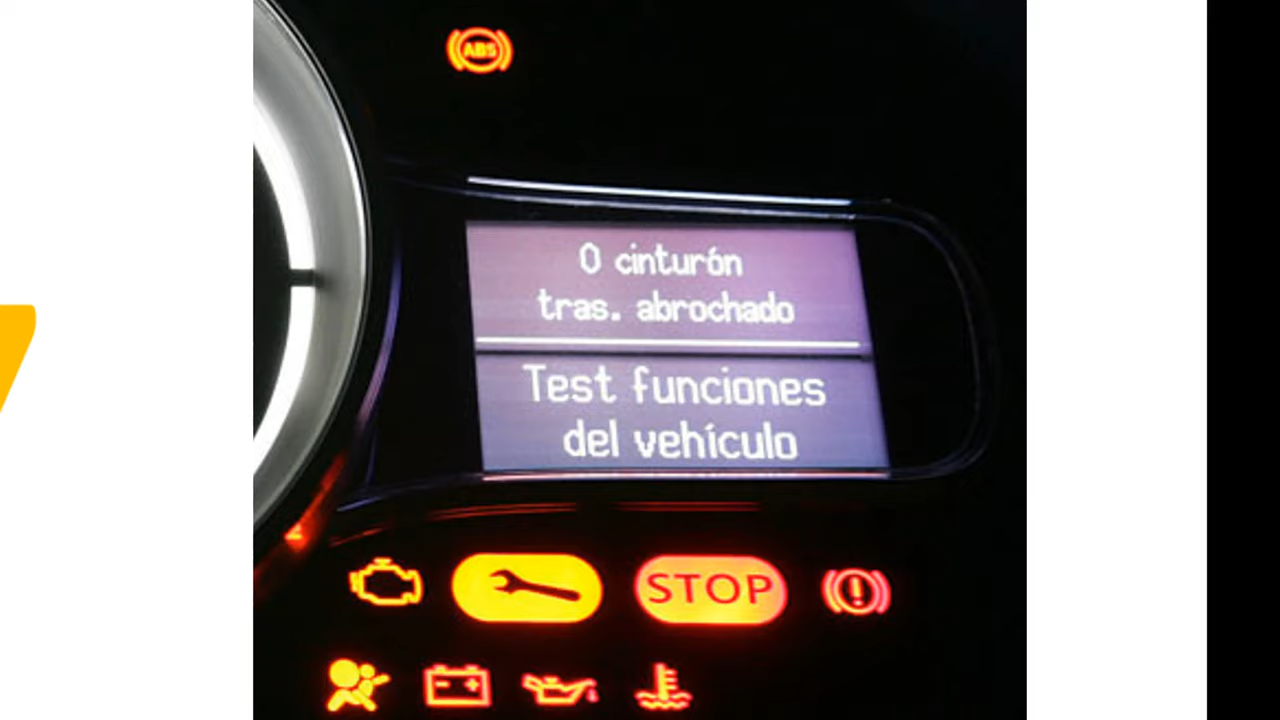 ABS
0 cinturón
tras. abrochado
Test funciones
del vehículo
STOP